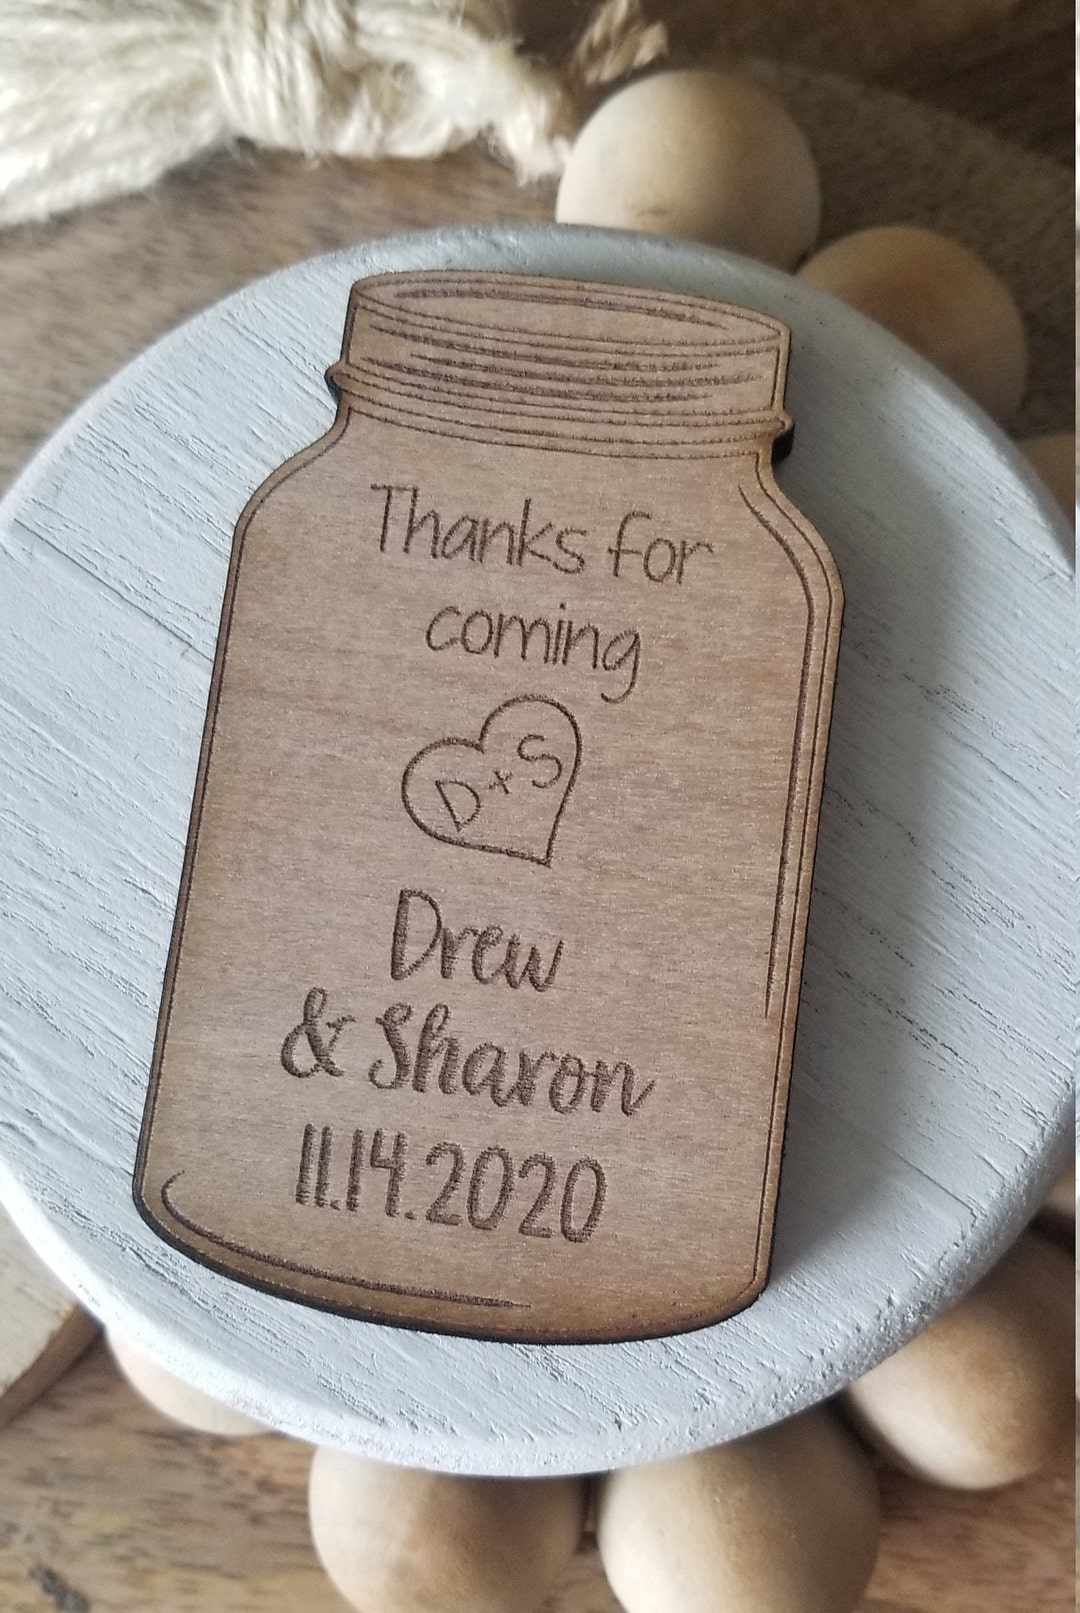 Thanks for
coming
D + S
Drew
& Sharon
11.14.2020